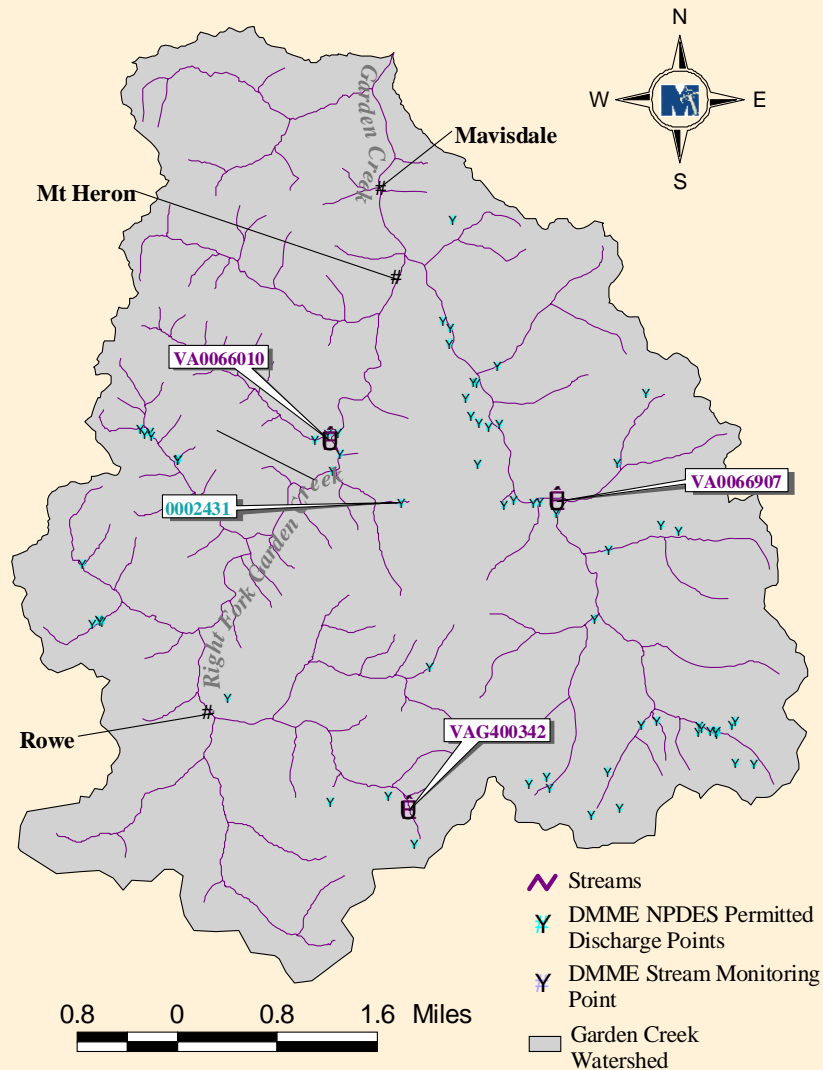 N
W
E
S
M
Garden Creek
Mavisdale
Mt Heron
VA0066010
0002431
VA0066907
Right Fork Garden Creek
Rowe
VAG400342
Streams
DMME NPDES Permitted
Discharge Points
DMME Stream Monitoring
Point
Garden Creek
Watershed
0.8 0 0.8 1.6 Miles